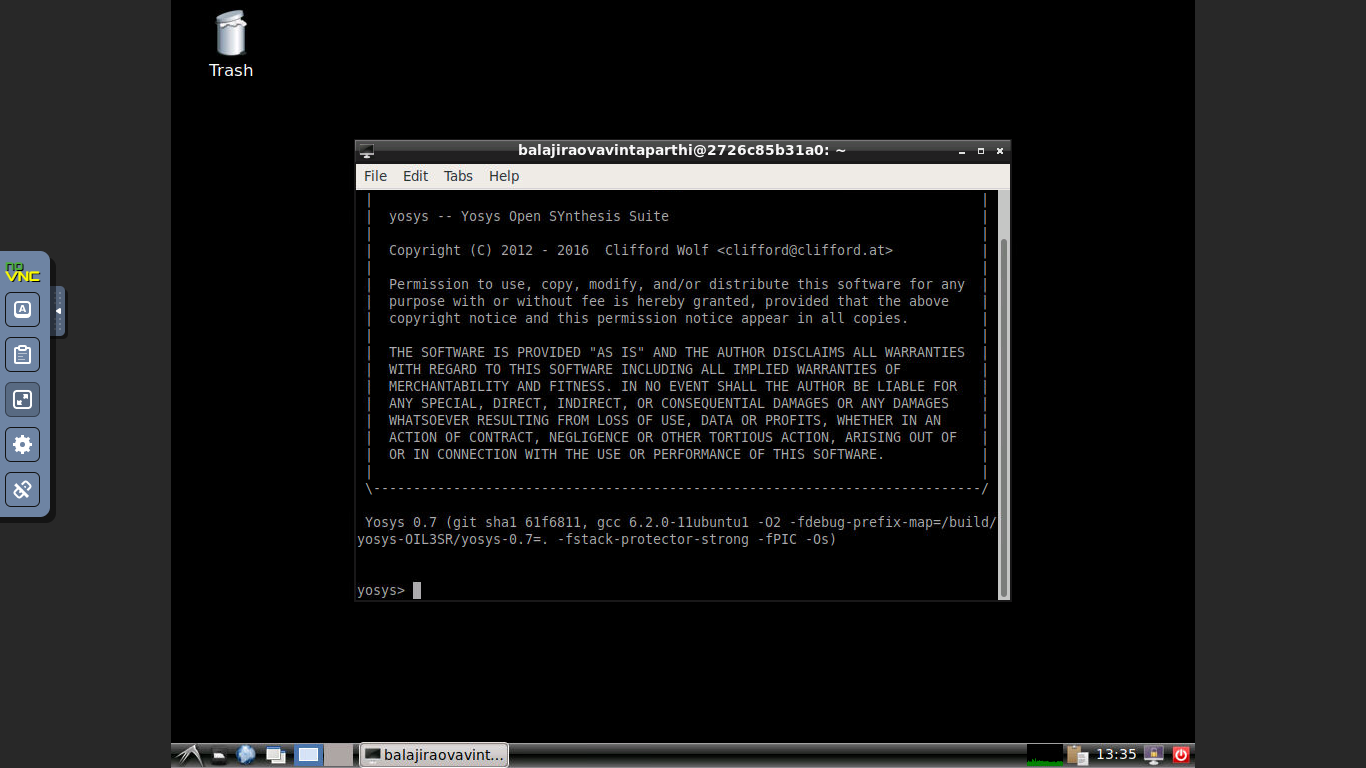 Trash
balajiraovavintaparthi@2726c85b31a0: ~
File Edit Tabs Help
yosys -- Yosys Open SYnthesis Suite
Copyright (C) 2012 - 2016  Clifford Wolf <clifford@clifford.at>
Permission to use, copy, modify, and/or distribute this software for any
purpose with or without fee is hereby granted, provided that the above
copyright notice and this permission notice appear in all copies.
THE SOFTWARE IS PROVIDED "AS IS" AND THE AUTHOR DISCLAIMS ALL WARRANTIES
WITH REGARD TO THIS SOFTWARE INCLUDING ALL IMPLIED WARRANTIES OF
MERCHANTABILITY AND FITNESS. IN NO EVENT SHALL THE AUTHOR BE LIABLE FOR
ANY SPECIAL, DIRECT, INDIRECT, OR CONSEQUENTIAL DAMAGES OR ANY DAMAGES
WHATSOEVER RESULTING FROM LOSS OF USE, DATA OR PROFITS, WHETHER IN AN
ACTION OF CONTRACT, NEGLIGENCE OR OTHER TORTIOUS ACTION, ARISING OUT OF
OR IN CONNECTION WITH THE USE OR PERFORMANCE OF THIS SOFTWARE.
\----------------------------------------------------------------------------/
Yosys 0.7 (git sha1 61f6811, gcc 6.2.0-11ubuntu1 -O2 -fdebug-prefix-map=/build/
yosys-OIL3SR/yosys-0.7=. -fstack-protector-strong -fPIC -Os)
yosys>
no
VNC
A
balajiraovavint...
13:35